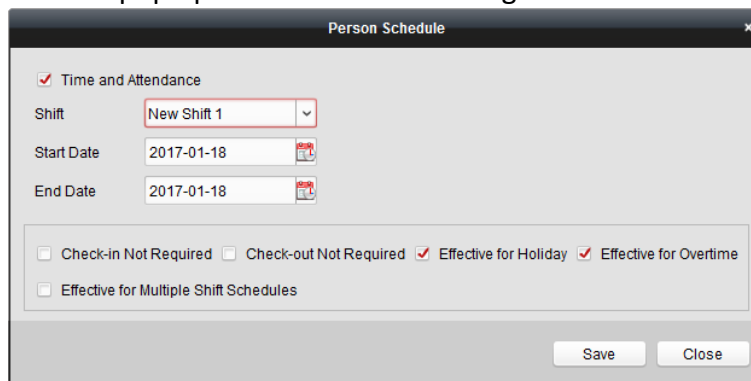 Person Schedule
Time and Attendance
Shift New Shift 1
Start Date 2017-01-18
End Date 2017-01-18
Check-in Not Required Check-out Not Required Effective for Holiday Effective for Overtime
Effective for Multiple Shift Schedules
Save Close